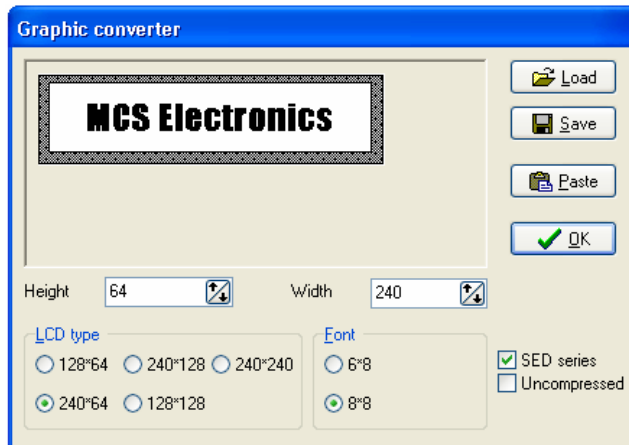 Graphic converter
MCS Electronics
Load
Save
Paste
OK
Height 64 Width 240
LCD type
128*64 240*128 240*240
240*64 128*128
Font
6*8
8*8
SED series
Uncompressed